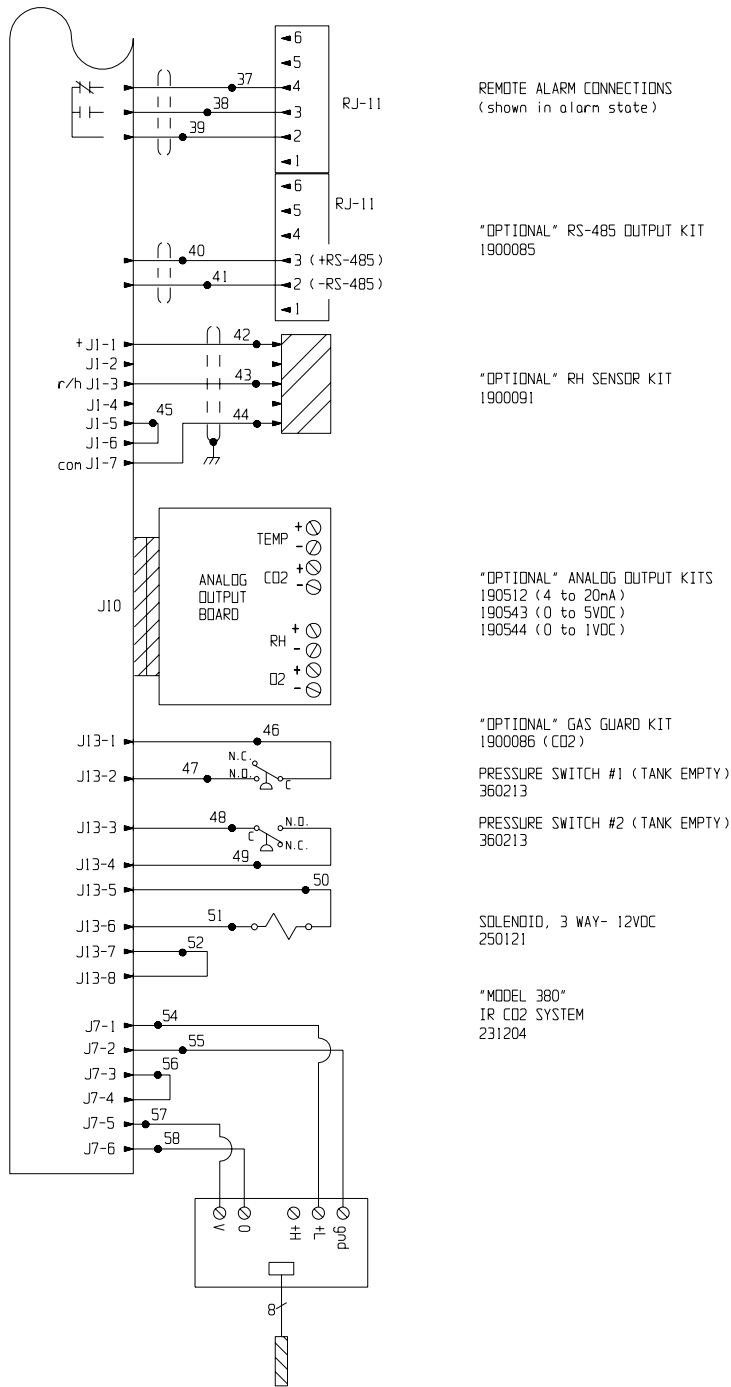 6
5
37
4
REMOTE ALARM CONNECTIONS
(shown in alarm state)
38
3
RJ-11
39
2
1
6
RJ-11
5
4
"OPTIONAL" RS-485 OUTPUT KIT
1900085
40
3 (+RS-485)
41
2 (-RS-485)
1
+ J1-1
42
J1-2
r/h J1-3
43
"OPTIONAL" RH SENSOR KIT
1900091
J1-4
45
44
J1-5
J1-6
com J1-7
TEMP + -
CO2 + -
ANALOG
OUTPUT
BOARD
J10
RH + -
O2 + -
"OPTIONAL" ANALOG OUTPUT KITS
190512 (4 to 20mA)
190543 (0 to 5VDC)
190544 (0 to 1VDC)
"OPTIONAL" GAS GUARD KIT
1900086 (CO2)
J13-1
46
N.C.
J13-2
47
N.O.
C
PRESSURE SWITCH #1 (TANK EMPTY)
360213
J13-3
48
N.O.
C
N.C.
PRESSURE SWITCH #2 (TANK EMPTY)
360213
J13-4
49
J13-5
50
J13-6
51
SOLENOID, 3 WAY- 12VDC
250121
J13-7
52
J13-8
"MODEL 380"
IR CO2 SYSTEM
231204
J7-1
54
J7-2
55
J7-3
56
J7-4
J7-5
57
J7-6
58
V
0
+H
+L
gnd
8